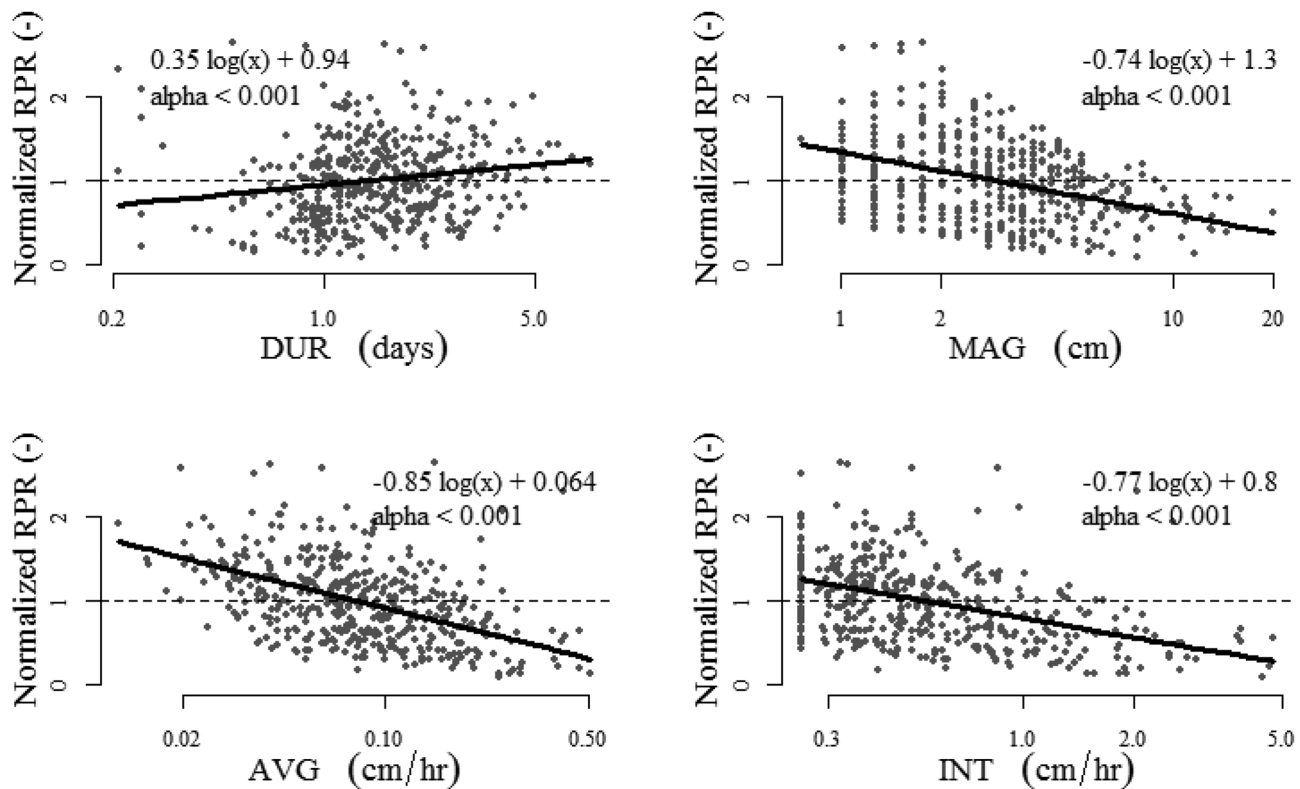 Normalized RPR (-)
2
1
0
0.35 log(x) + 0.94
alpha < 0.001
0.2
1.0
5.0
DUR (days)
Normalized RPR (-)
2
1
0
-0.74 log(x) + 1.3
alpha < 0.001
1
2
10
20
MAG (cm)
Normalized RPR (-)
2
1
0
-0.85 log(x) + 0.064
alpha < 0.001
0.02
0.10
0.50
AVG (cm/hr)
Normalized RPR (-)
2
1
0
-0.77 log(x) + 0.8
alpha < 0.001
0.3
1.0
2.0
5.0
INT (cm/hr)